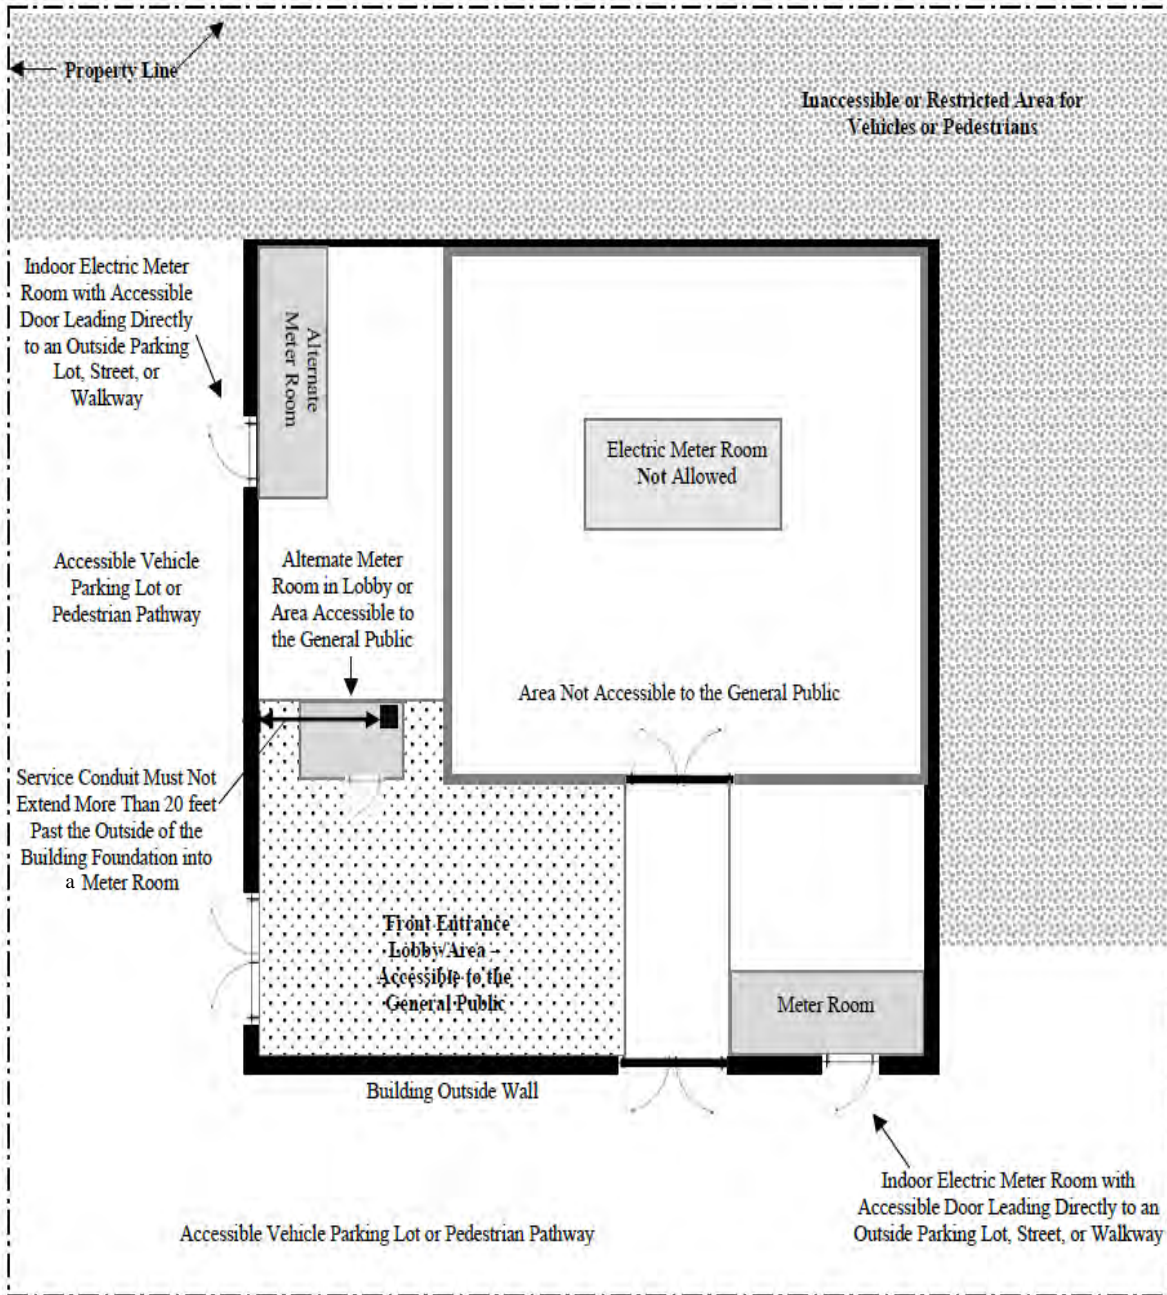 Property Line
Inaccessible or Restricted Area for
Vehicles or Pedestrians
Indoor Electric Meter
Room with Accessible
Door Leading Directly
to an Outside Parking
Lot, Street, or
Walkway
Alternate
Meter Room
Electric Meter Room
Not Allowed
Accessible Vehicle
Parking Lot or
Pedestrian Pathway
Alternate Meter
Room in Lobby or
Area Accessible to
the General Public
Area Not Accessible to the General Public
Service Conduit Must Not
Extend More Than 20 feet
Past the Outside of the
Building Foundation into
a Meter Room
Front Entrance
Lobby/Area –
Accessible to the
General Public
Meter Room
Building Outside Wall
Indoor Electric Meter Room with
Accessible Door Leading Directly to an
Outside Parking Lot, Street, or Walkway
Accessible Vehicle Parking Lot or Pedestrian Pathway